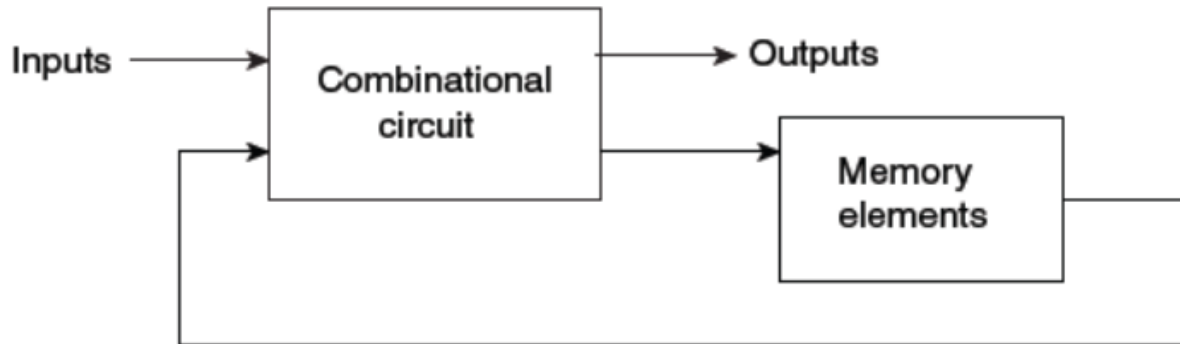 Inputs
Combinational
circuit
Outputs
Memory
elements